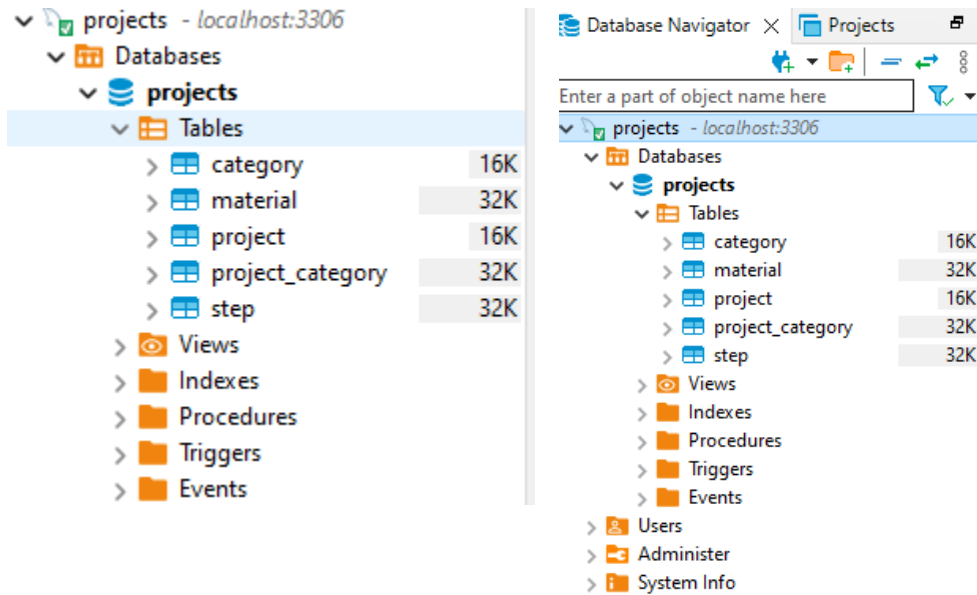 projects - localhost:3306
Databases
projects
Tables
category 16K
material 32K
project 16K
project_category 32K
step 32K
Views
Indexes
Procedures
Triggers
Events
Database Navigator Projects
Enter a part of object name here
projects - localhost:3306
Databases
projects
Tables
category 16K
material 32K
project 16K
project_category 32K
step 32K
Views
Indexes
Procedures
Triggers
Events
Users
Administer
System Info